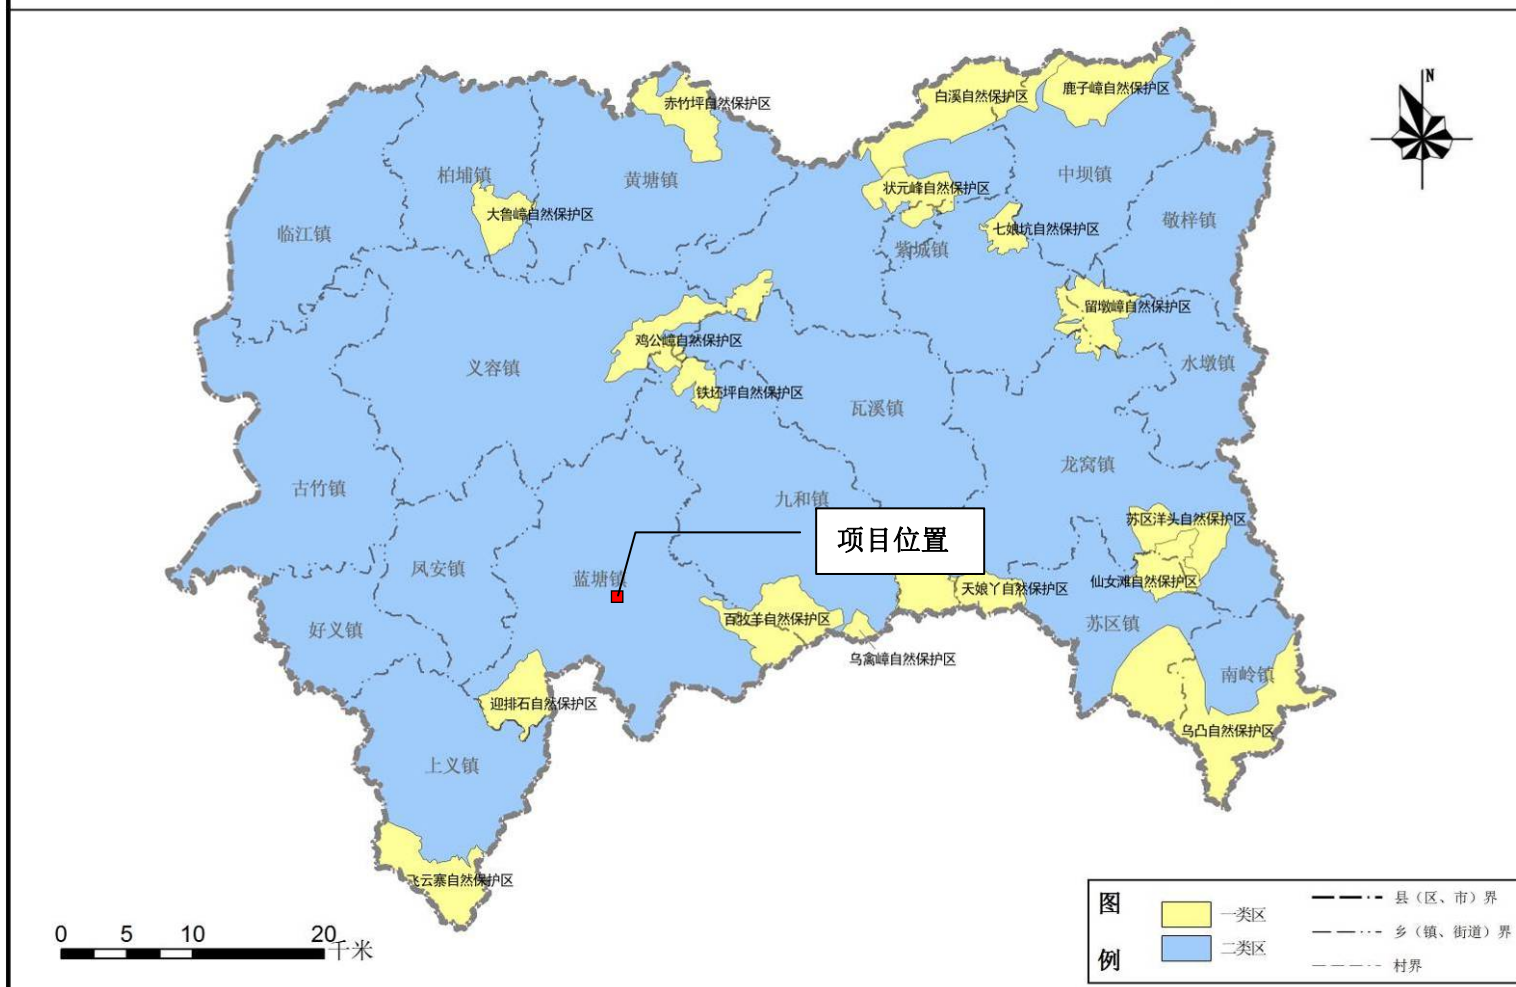 N
白溪自然保护区
鹿子嶂自然保护区
赤竹坪自然保护区
柏埔镇
黄塘镇
中坝镇
状元峰自然保护区
大鲁嶂自然保护区
敬梓镇
临江镇
七娘坑自然保护区
紫城镇
留墩嶂自然保护区
鸡公嶂自然保护区
义容镇
水墩镇
铁坯坪自然保护区
瓦溪镇
龙窝镇
古竹镇
九和镇
苏区洋头自然保护区
项目位置
凤安镇
蓝塘镇
仙女滩自然保护区
天娘丫自然保护区
百牧羊自然保护区
苏区镇
好义镇
乌禽嶂自然保护区
南岭镇
迎排石自然保护区
乌凸自然保护区
上义镇
飞云寨自然保护区
0 5 10 20
千米
图例
一类区
二类区
县（区、市）界
乡（镇、街道）界
村界